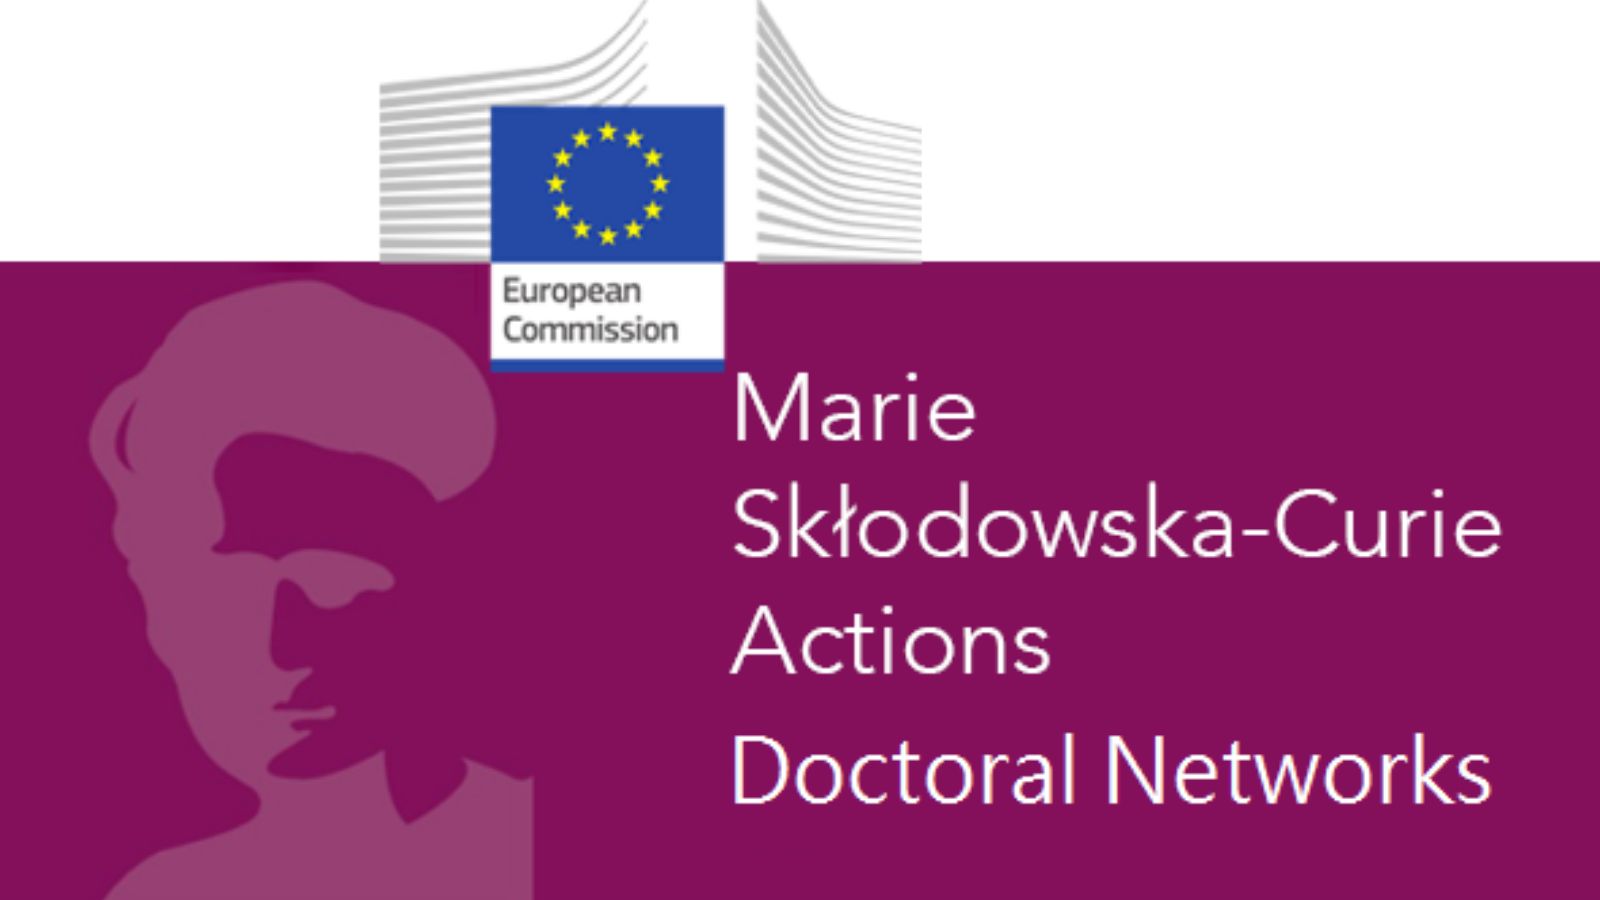 European
Commission
Marie
Skłodowska-Curie
Actions
Doctoral Networks